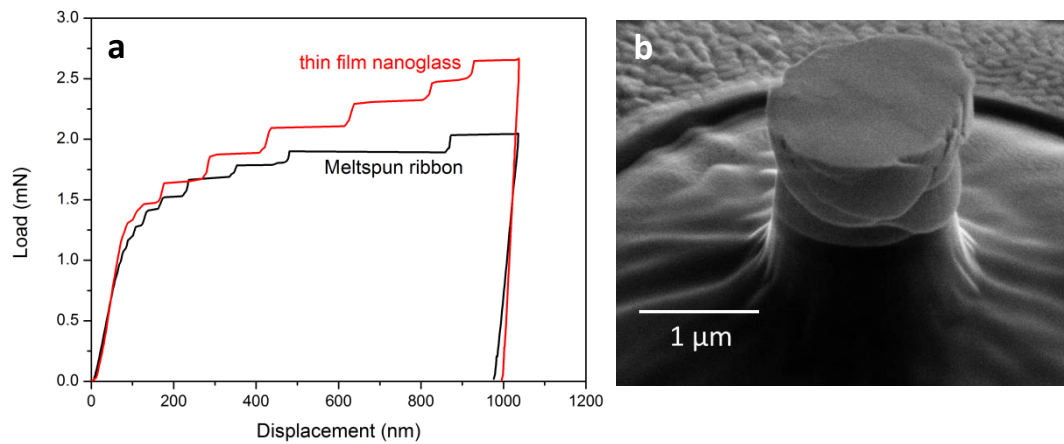 a
3.0
2.5
2.0
1.5
1.0
0.5
0.0
Load (mN)
thin film nanoglass
Meltspun ribbon
0
200
400
600
800
1000
1200
Displacement (nm)
b
1 μm